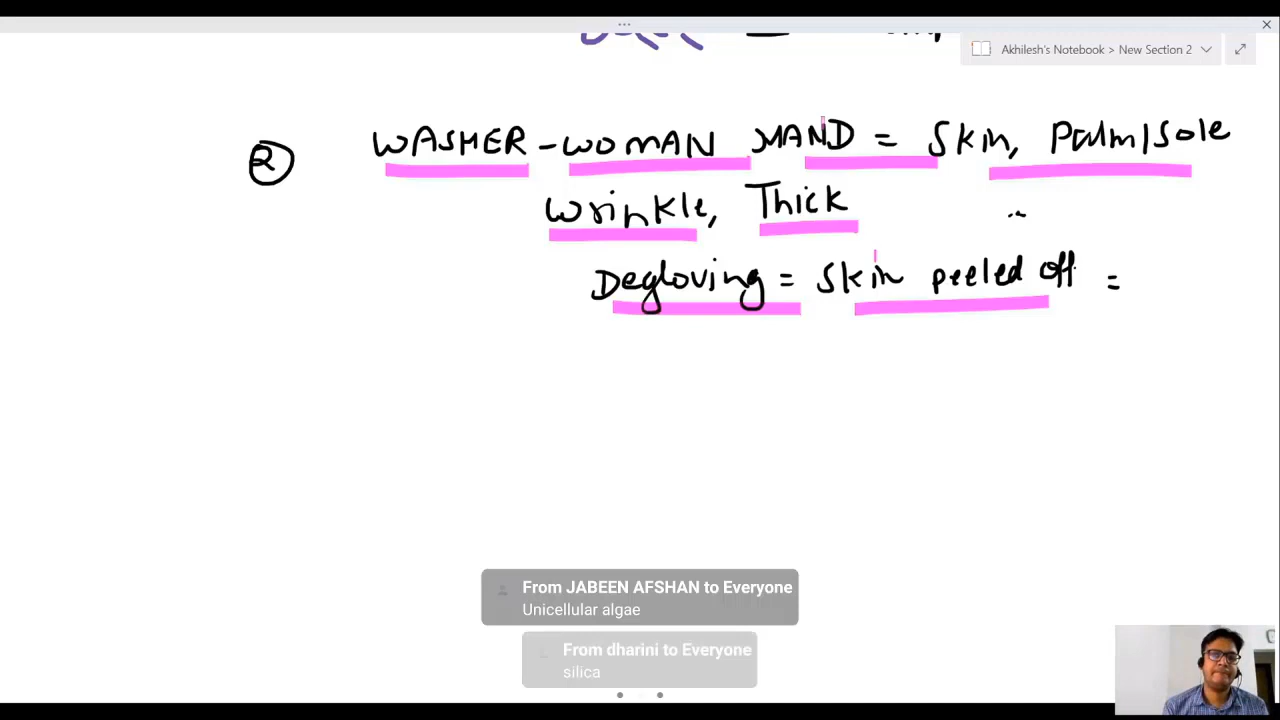 Akhilesh's Notebook > New Section 2
② WASHER-WOMAN MAND = Skin, Palm/Sole
Wrinkle, Thick
Degloving = Skin peeled off =
From JABEEN AFSHAN to Everyone
Unicellular algae
From dharini to Everyone
silica